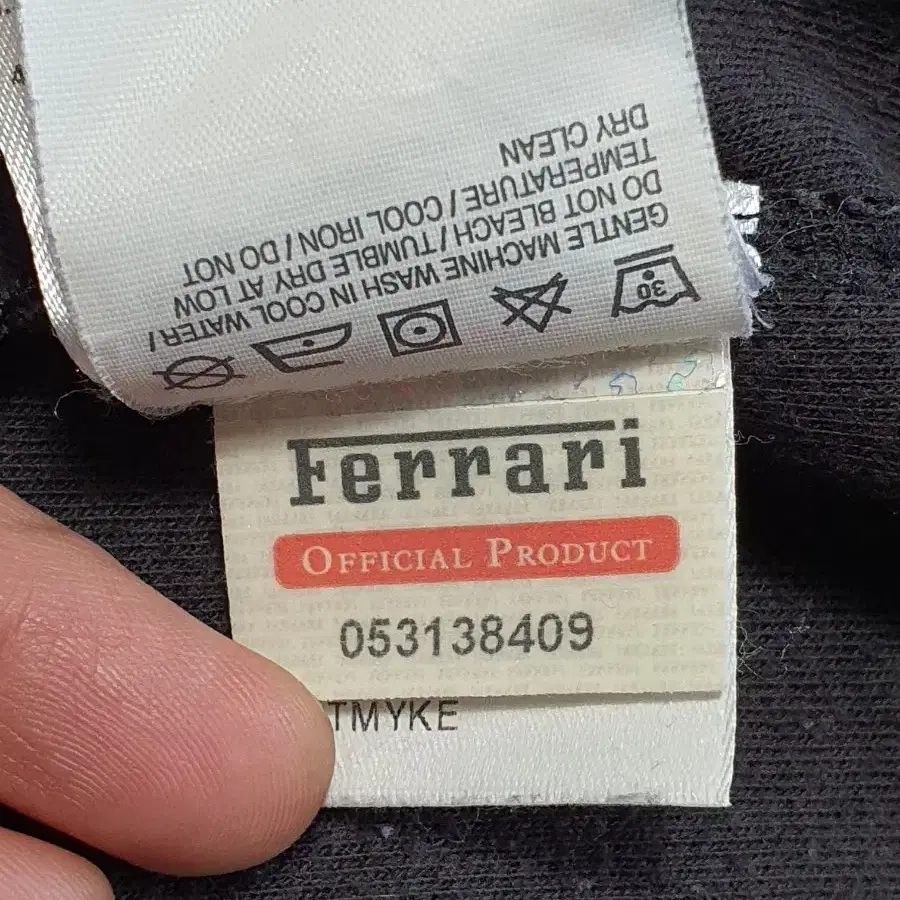 GENTLE MACHINE WASH IN COOL WATER /
DO NOT BLEACH / TUMBLE DRY AT LOW
TEMPERATURE / COOL IRON / DO NOT
DRY CLEAN
30
Ferrari
OFFICIAL PRODUCT
053138409
TMYKE